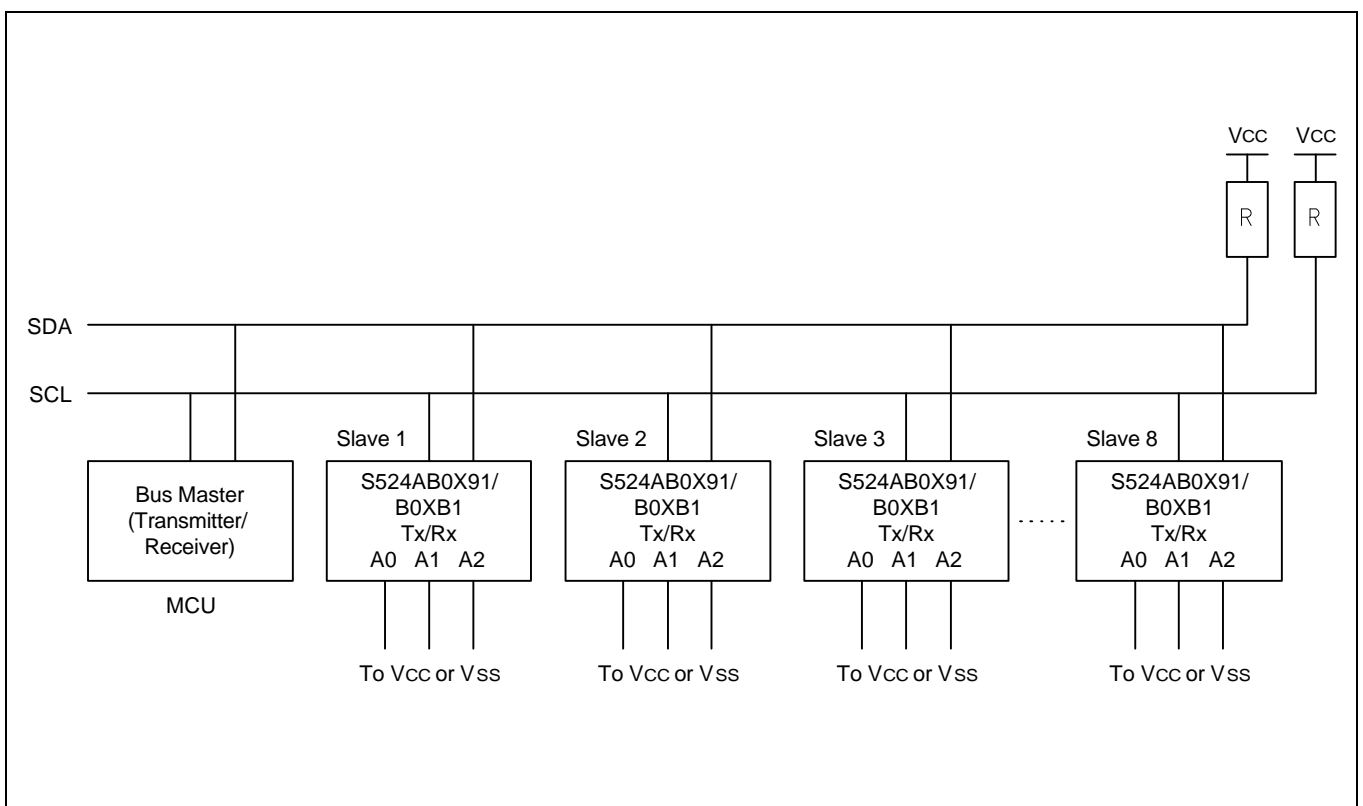 Vcc Vcc
R R
SDA
SCL
Slave 1 Slave 2 Slave 3 Slave 8
Bus Master
(Transmitter/
Receiver)
MCU
S524AB0X91/
B0XB1
Tx/Rx
A0 A1 A2
To Vcc or Vss
S524AB0X91/
B0XB1
Tx/Rx
A0 A1 A2
To Vcc or Vss
S524AB0X91/
B0XB1
Tx/Rx
A0 A1 A2
To Vcc or Vss
.....
S524AB0X91/
B0XB1
Tx/Rx
A0 A1 A2
To Vcc or Vss